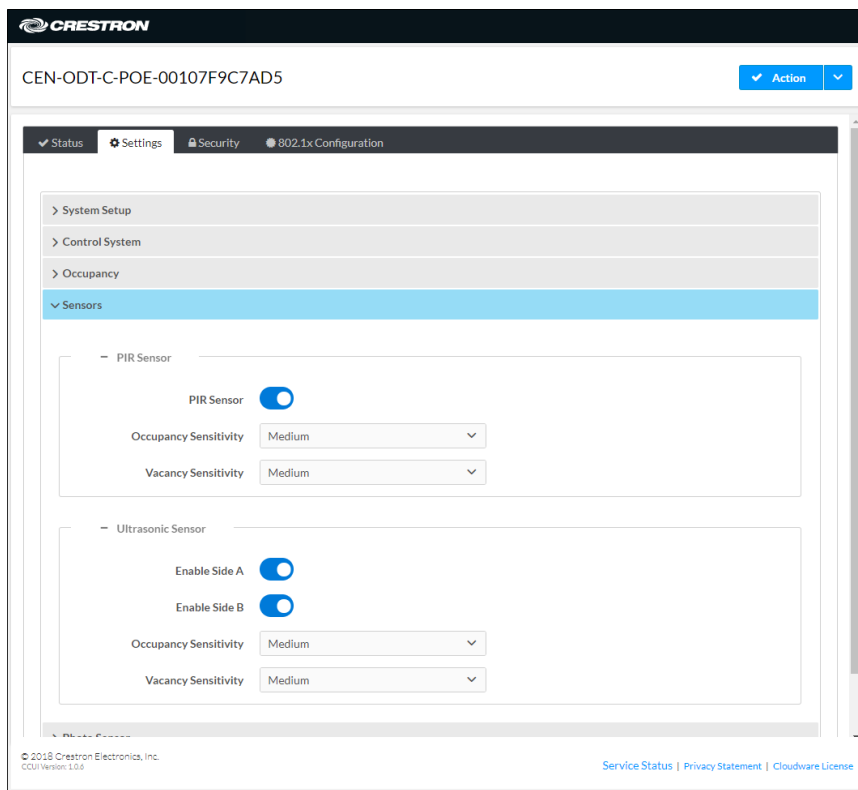 CRESTRON
CEN-ODT-C-POE-00107F9C7AD5
Action
Status Settings Security 802.1x Configuration
System Setup
Control System
Occupancy
Sensors
PIR Sensor
PIR Sensor
Occupancy Sensitivity Medium
Vacancy Sensitivity Medium
Ultrasonic Sensor
Enable Side A
Enable Side B
Occupancy Sensitivity Medium
Vacancy Sensitivity Medium
Photo Sensor
© 2018 Crestron Electronics, Inc.
CCUI Version: 1.0.6
Service Status | Privacy Statement | Cloudware License